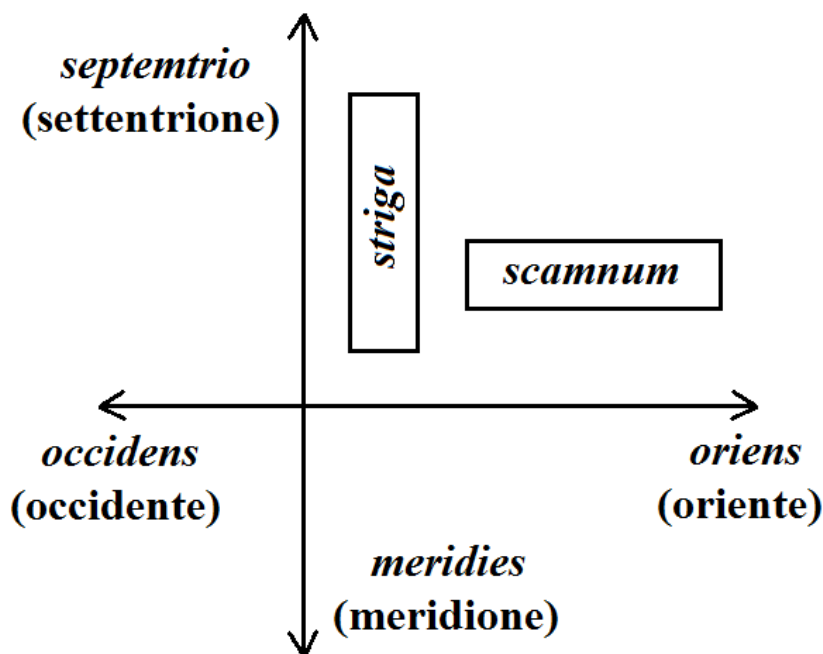 septemtrio
(settentrione)
striga
scamnum
occidens
(occidente)
oriens
(oriente)
meridies
(meridione)